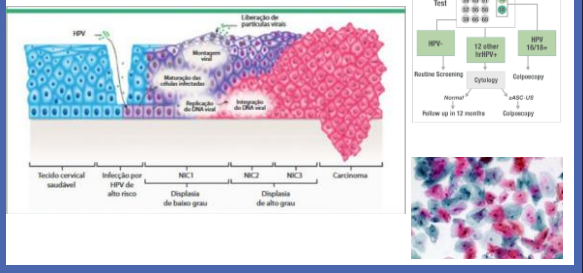 Liberação de
partículas virais
HPV
Montagem
viral
Maturação das
células infectadas
Replicação
do DNA viral
Integração
do DNA viral
Tecido cervical
saudável
Infecção por
HPV de
alto risco
NIC1
NIC2
NIC3
Carcinoma
Displasia
de baixo grau
Displasia
de alto grau
Test
HPV-
12 other
hrHPV+
HPV
16/18+
Routine Screening
Cytology
Colposcopy
Normal
≥ASC-US
Follow up in 12 months
Colposcopy